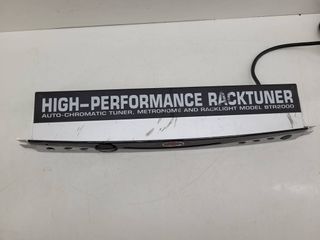 HIGH-PERFORMANCE RACKTUNER
AUTO-CHROMATIC TUNER, METRONOME AND RACKLIGHT MODEL BTR2000